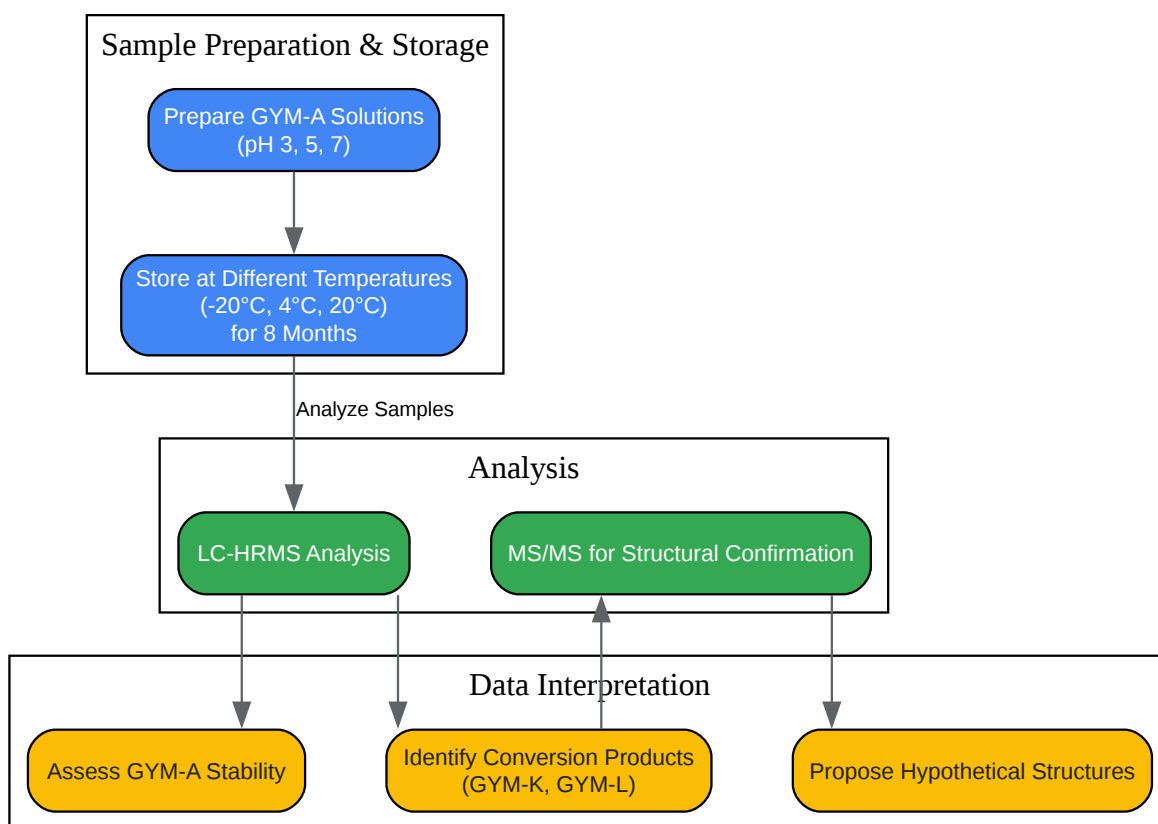 Sample Preparation & Storage
Prepare GYM-A Solutions
(pH 3, 5, 7)
Store at Different Temperatures
(-20°C, 4°C, 20°C)
for 8 Months
Analyze Samples
Analysis
LC-HRMS Analysis
MS/MS for Structural Confirmation
Data Interpretation
Assess GYM-A Stability
Identify Conversion Products
(GYM-K, GYM-L)
Propose Hypothetical Structures